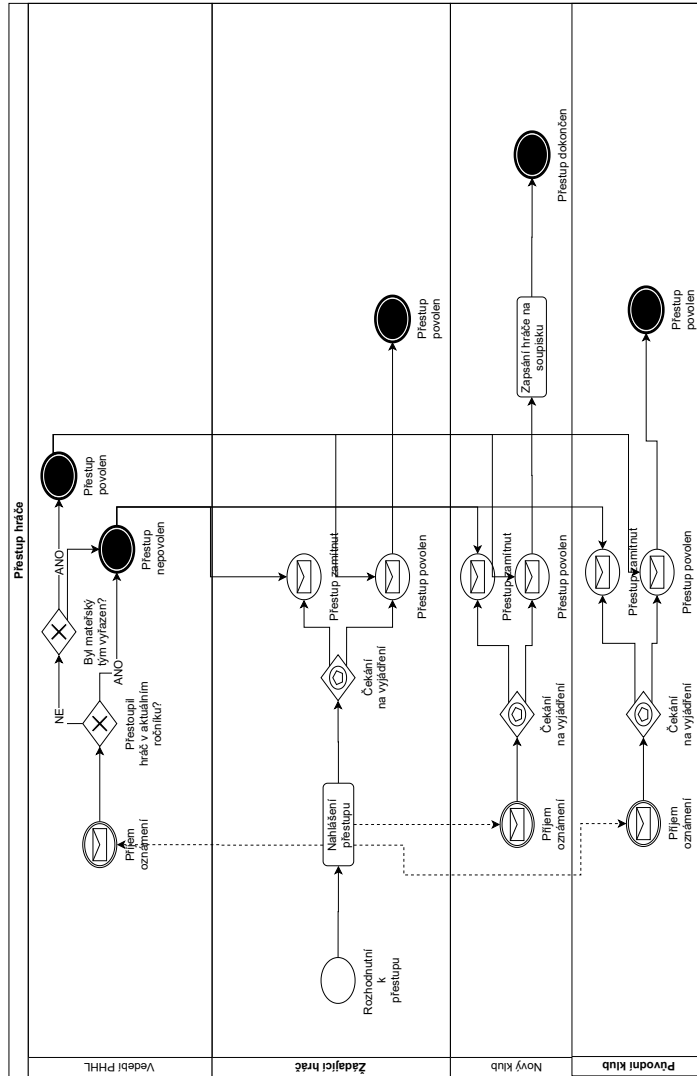 Přestup hráče
Vedebí PHHL
Příjem
oznámení
Přestoupil
hráč v aktuálním
ročníku?
NE
ANO
Byl mateřský
tým vyřazen?
ANO
Přestup
nepovolen
Přestup
povolen
Žádající hráč
Rozhodnutní
k
přestupu
Nahlášení
přestupu
Čekání
na vyjádření
Přestup zamítnut
Přestup povolen
Přestup
povolen
Nový klub
Příjem
oznámení
Čekání
na vyjádření
Přestup zamítnut
Přestup povolen
Zapsání hráče na
soupisku
Přestup dokončen
Původní klub
Příjem
oznámení
Čekání
na vyjádření
Přestup zamítnut
Přestup povolen
Přestup
povolen